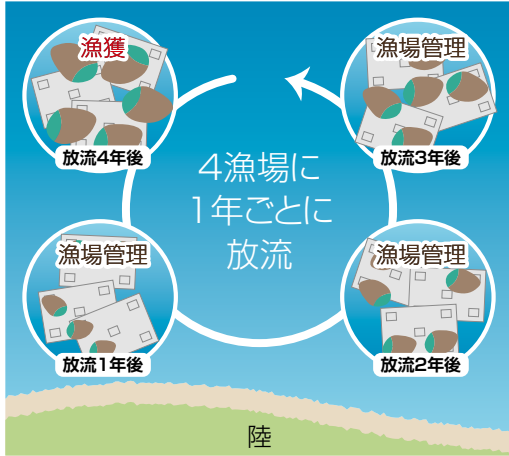 漁獲
放流4年後
漁場管理
放流3年後
4漁場に
1年ごとに
放流
漁場管理
放流1年後
漁場管理
放流2年後
陸